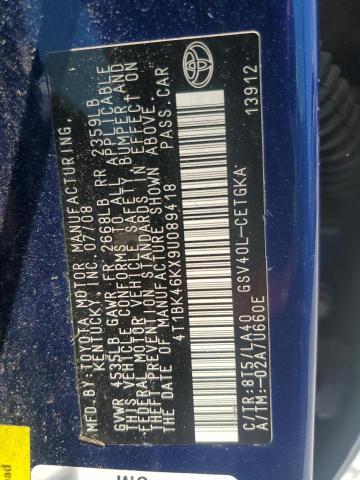 MFD. BY: TOYOTA MOTOR MANUFACTURING,
KENTUCKY, INC. 07/08
GVWR 4535LB GAWR FR 2668LB RR 2359LB
THIS VEHICLE CONFORMS TO ALL APPLICABLE
FEDERAL MOTOR VEHICLE SAFETY, BUMPER AND
THEFT PREVENTION STANDARDS IN EFFECT ON
THE DATE OF MANUFACTURE SHOWN ABOVE.
4T1BK46KX9U089418 PASS.CAR
C/TR:8T5/LA40 GSV40L-CETGKA
A/TM:-02A/U660E 13912
ead